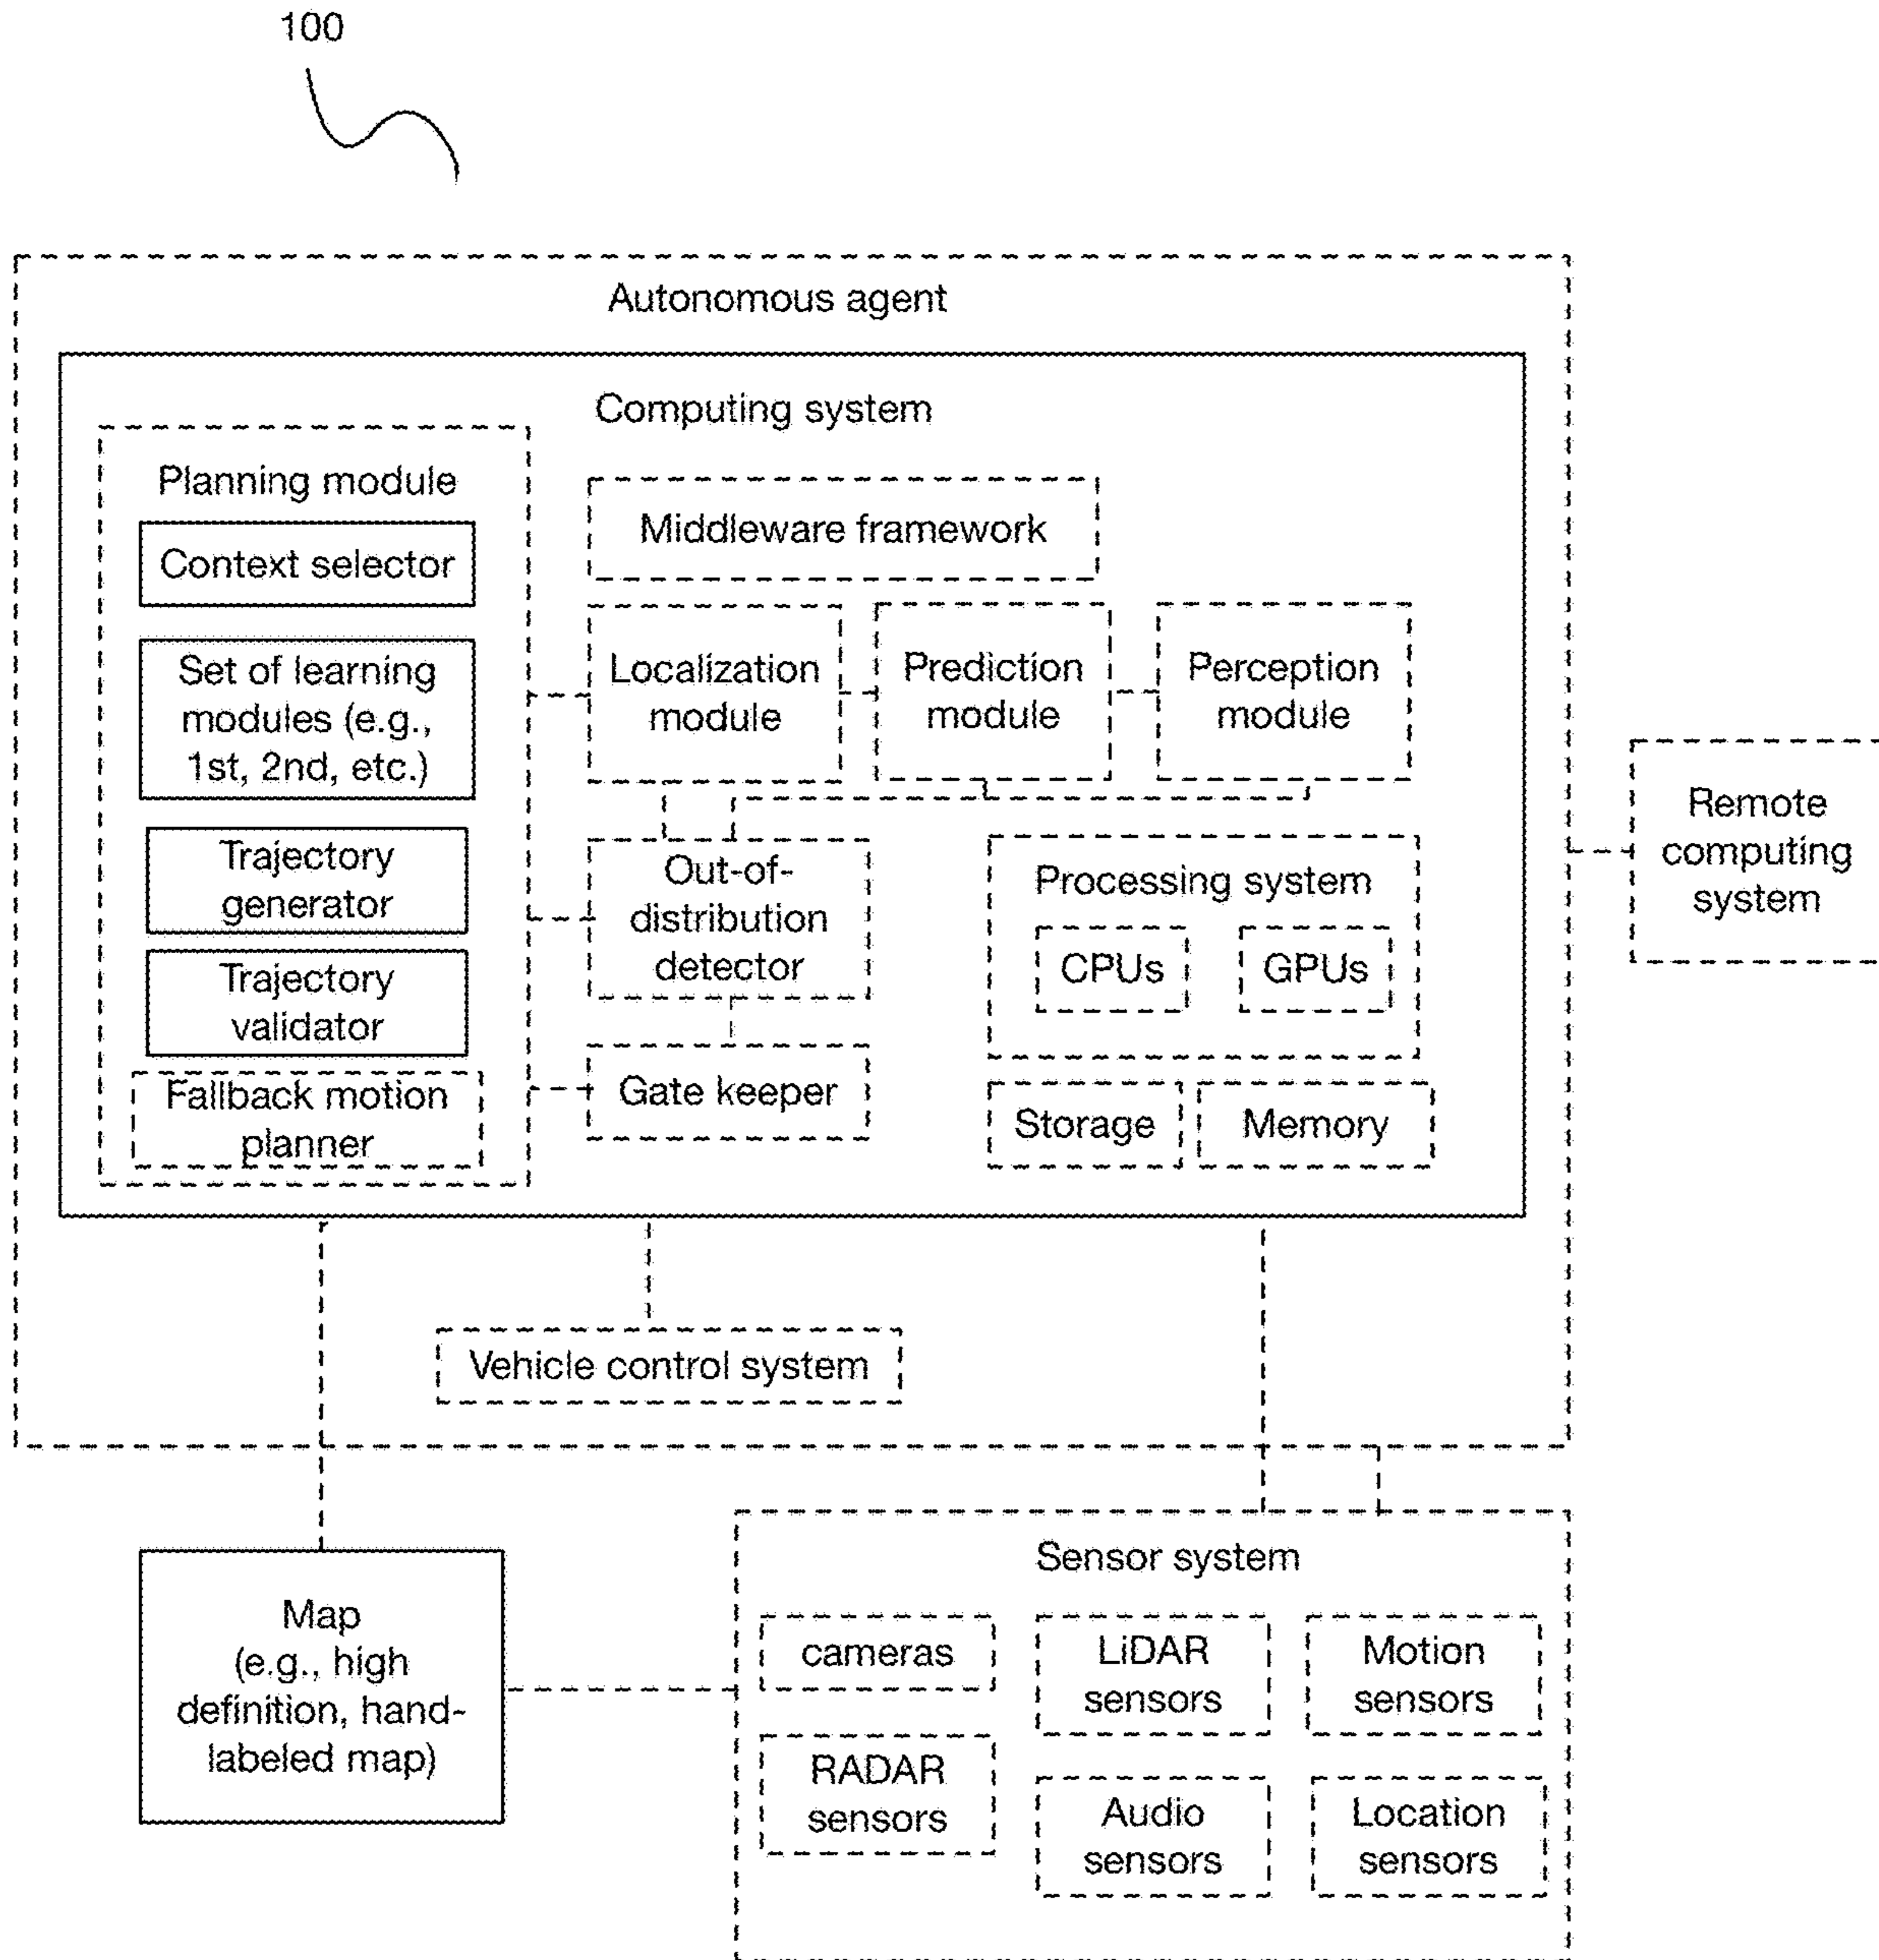 100
Autonomous agent
Computing system
Planning module
Context selector
Set of learning
modules (e.g.,
1st, 2nd, etc.)
Trajectory
generator
Trajectory
validator
Fallback motion
planner
Middleware framework
Localization
module
Prediction
module
Perception
module
Out-of-
distribution
detector
Gate keeper
Processing system
CPUs
GPUs
Storage
Memory
Remote
computing
system
Vehicle control system
Map
(e.g., high
definition, hand-
labeled map)
Sensor system
cameras
LiDAR
sensors
Motion
sensors
RADAR
sensors
Audio
sensors
Location
sensors